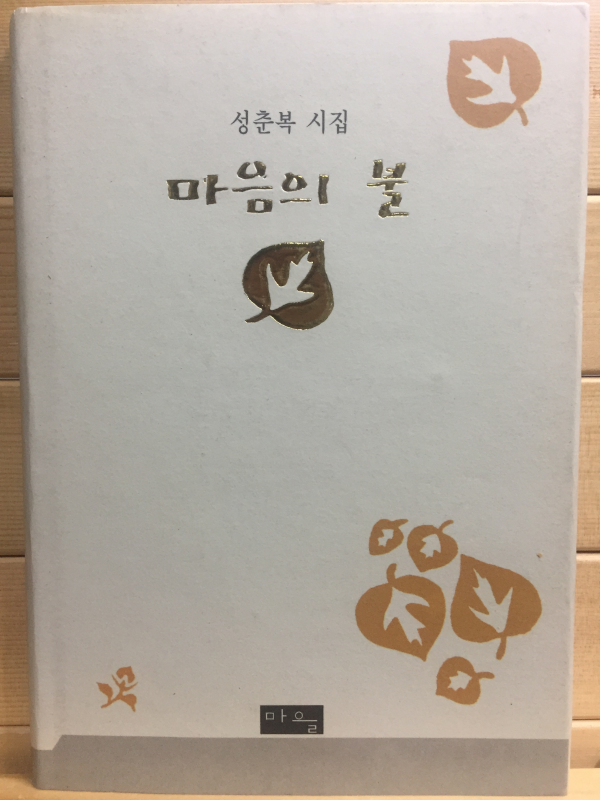 성춘복 시집
마음의 불
마을